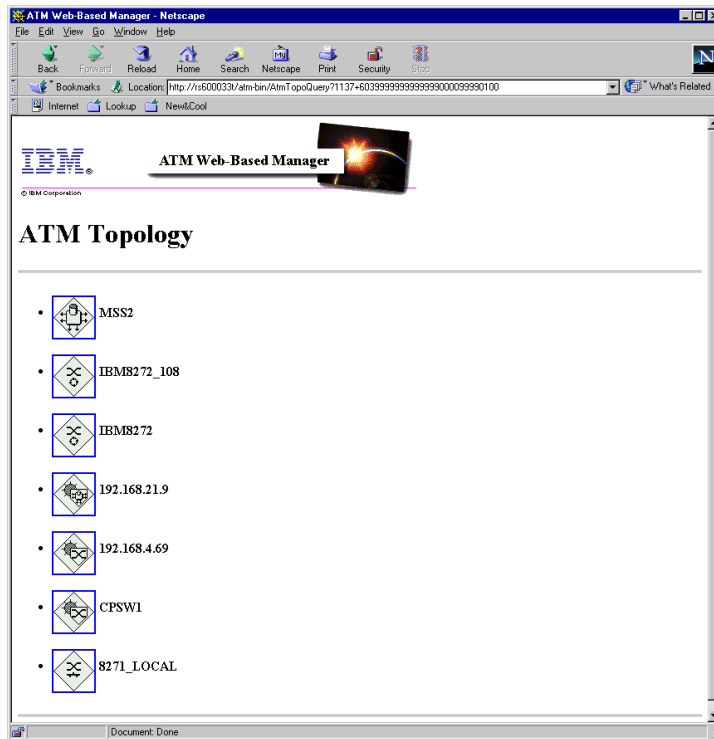 ATM Web-Based Manager - Netscape
File Edit View Go Window Help
Back Forward Reload Home Search Netscape Print Security Stop
Bookmarks Location: http://rs600033t/atm-bin/AtmTopoQuery?1137+6039999999999999000099990100 What's Related
Internet Lookup New&Cool
IBM®
ATM Web-Based Manager
© IBM Corporation
ATM Topology
MSS2
IBM8272_108
IBM8272
192.168.21.9
192.168.4.69
CPSW1
8271_LOCAL
Document: Done